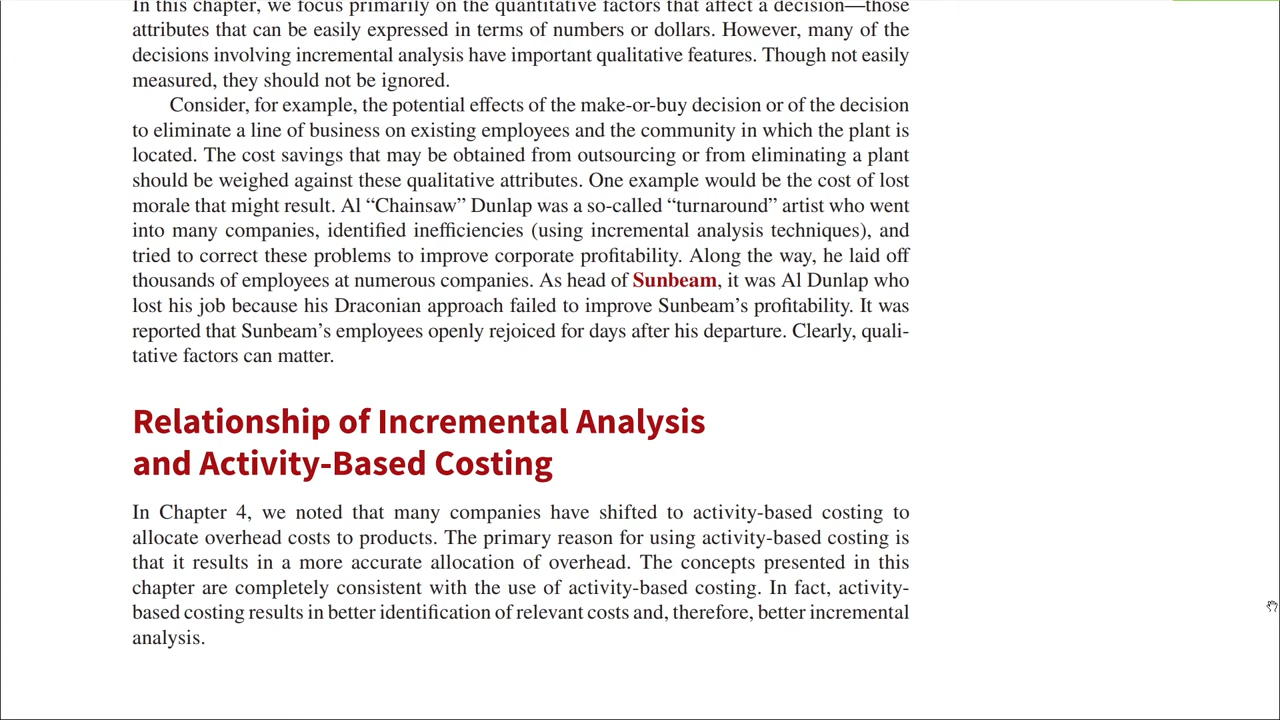 In this chapter, we focus primarily on the quantitative factors that affect a decision—those
attributes that can be easily expressed in terms of numbers or dollars. However, many of the
decisions involving incremental analysis have important qualitative features. Though not easily
measured, they should not be ignored.
Consider, for example, the potential effects of the make-or-buy decision or of the decision
to eliminate a line of business on existing employees and the community in which the plant is
located. The cost savings that may be obtained from outsourcing or from eliminating a plant
should be weighed against these qualitative attributes. One example would be the cost of lost
morale that might result. Al “Chainsaw” Dunlap was a so-called “turnaround” artist who went
into many companies, identified inefficiencies (using incremental analysis techniques), and
tried to correct these problems to improve corporate profitability. Along the way, he laid off
thousands of employees at numerous companies. As head of Sunbeam, it was Al Dunlap who
lost his job because his Draconian approach failed to improve Sunbeam’s profitability. It was
reported that Sunbeam’s employees openly rejoiced for days after his departure. Clearly, quali-
tative factors can matter.
Relationship of Incremental Analysis
and Activity-Based Costing
In Chapter 4, we noted that many companies have shifted to activity-based costing to
allocate overhead costs to products. The primary reason for using activity-based costing is
that it results in a more accurate allocation of overhead. The concepts presented in this
chapter are completely consistent with the use of activity-based costing. In fact, activity-
based costing results in better identification of relevant costs and, therefore, better incremental
analysis.